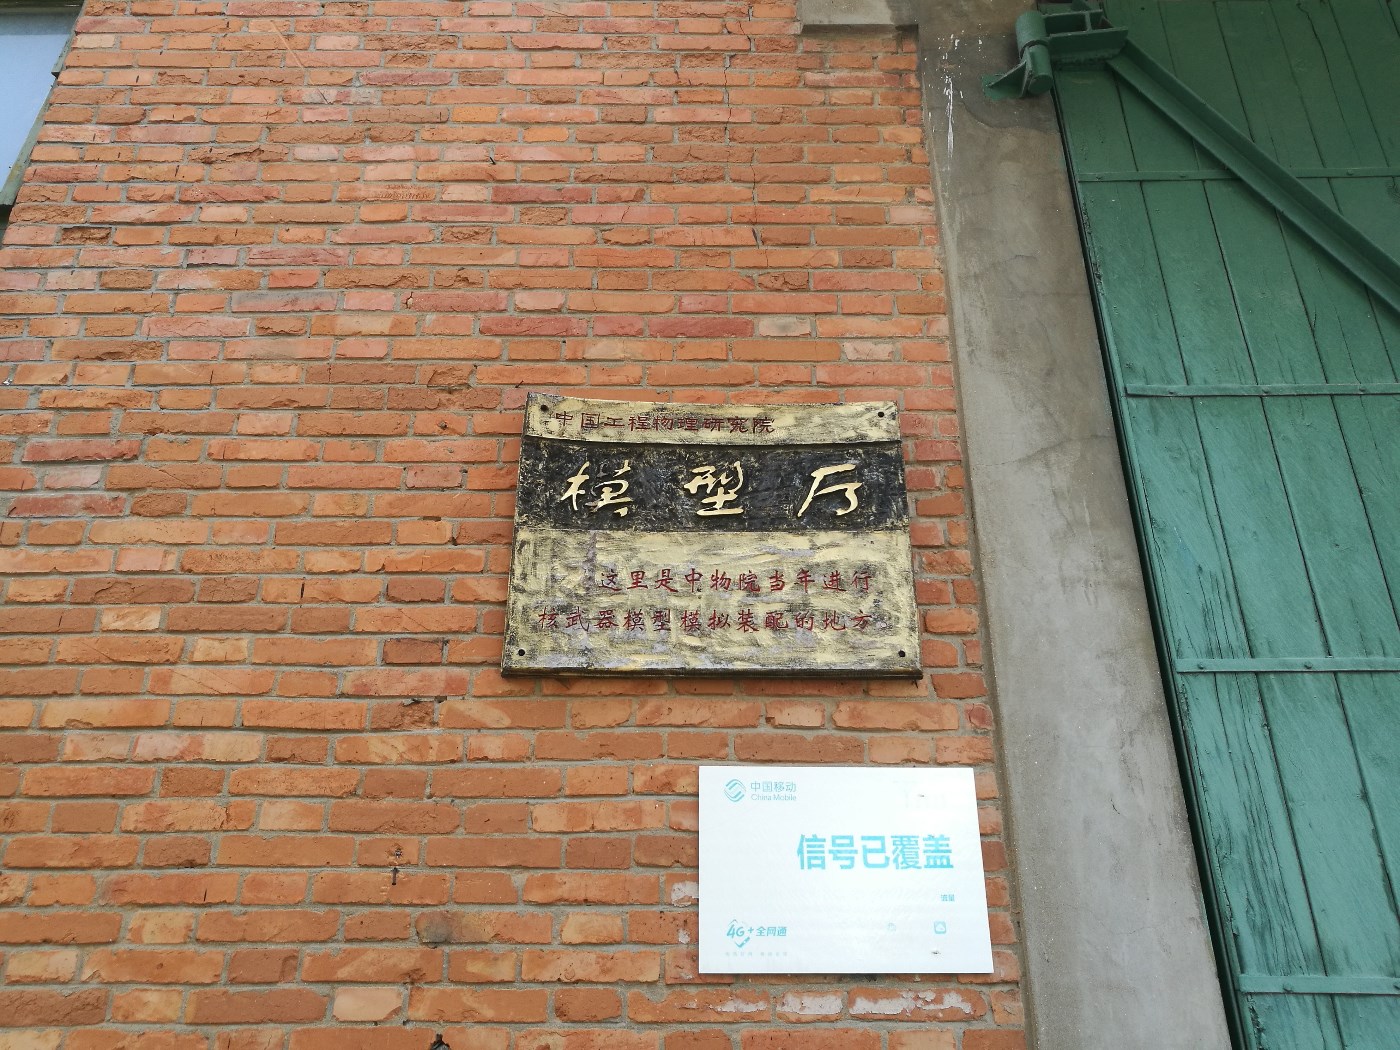 中国工程物理研究院
模型厅
这里是中物院当年进行
核武器模型模拟装配的地方
中国移动
China Mobile
信号已覆盖
4G+ 全网通